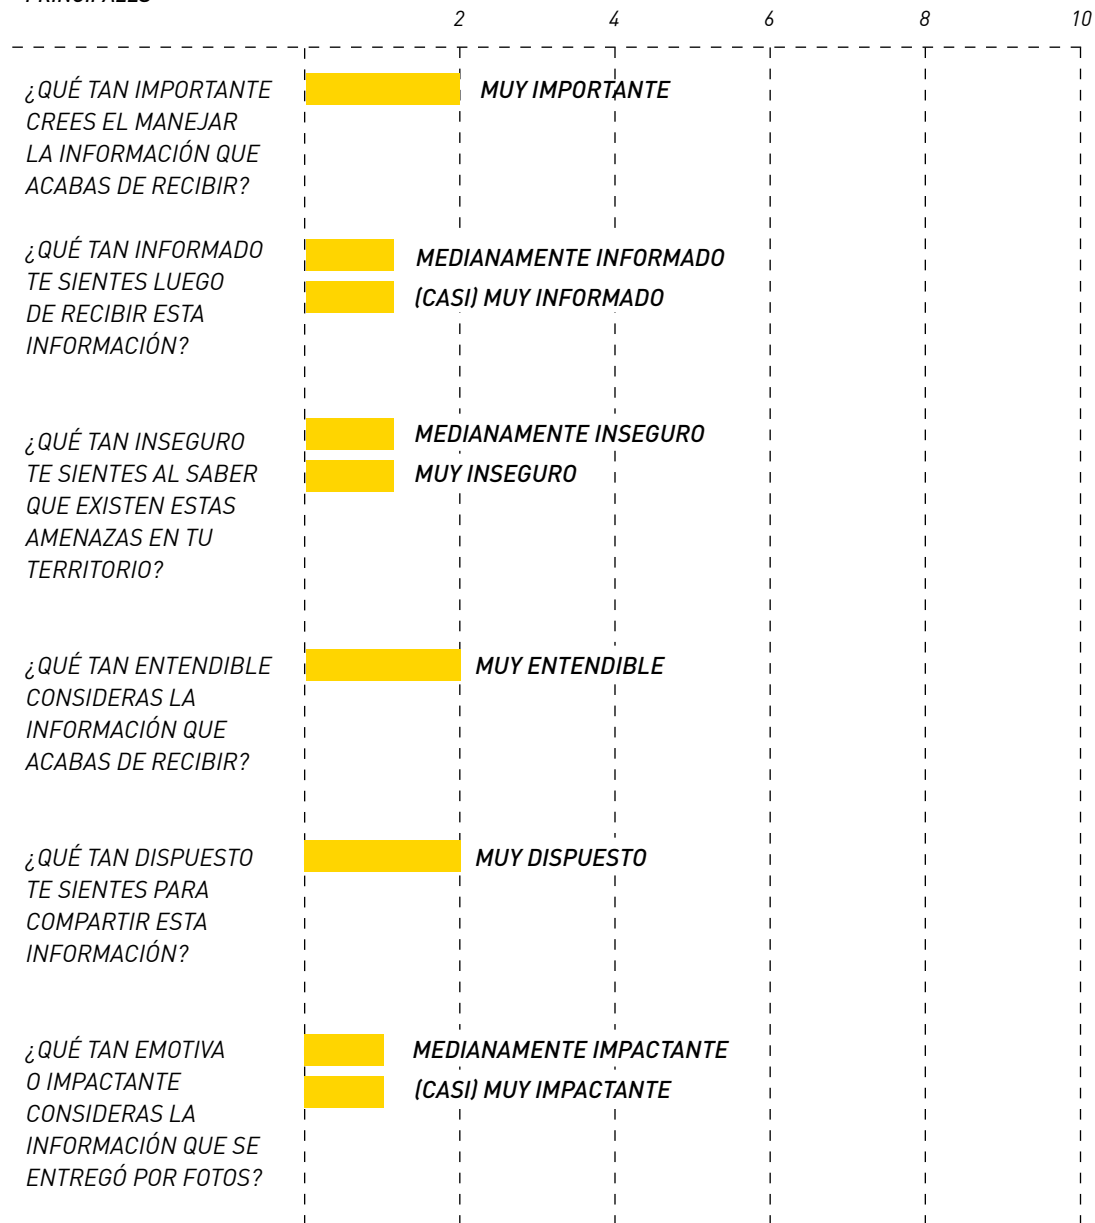 PRINCIPALES
2 4 6 8 10
¿QUÉ TAN IMPORTANTE
CREES EL MANEJAR
LA INFORMACIÓN QUE
ACABAS DE RECIBIR?
MUY IMPORTANTE
¿QUÉ TAN INFORMADO
TE SIENTES LUEGO
DE RECIBIR ESTA
INFORMACIÓN?
MEDIANAMENTE INFORMADO
(CASI) MUY INFORMADO
¿QUÉ TAN INSEGURO
TE SIENTES AL SABER
QUE EXISTEN ESTAS
AMENAZAS EN TU
TERRITORIO?
MEDIANAMENTE INSEGURO
MUY INSEGURO
¿QUÉ TAN ENTENDIBLE
CONSIDERAS LA
INFORMACIÓN QUE
ACABAS DE RECIBIR?
MUY ENTENDIBLE
¿QUÉ TAN DISPUESTO
TE SIENTES PARA
COMPARTIR ESTA
INFORMACIÓN?
MUY DISPUESTO
¿QUÉ TAN EMOTIVA
O IMPACTANTE
CONSIDERAS LA
INFORMACIÓN QUE SE
ENTREGÓ POR FOTOS?
MEDIANAMENTE IMPACTANTE
(CASI) MUY IMPACTANTE